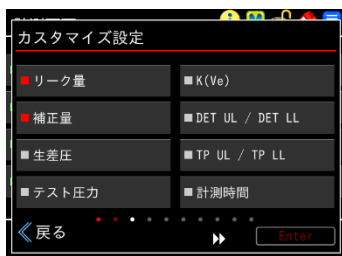 カスタマイズ設定
リーク量
K(Ve)
補正量
DET UL / DET LL
生差圧
TP UL / TP LL
テスト圧力
計測時間
戻る
Enter